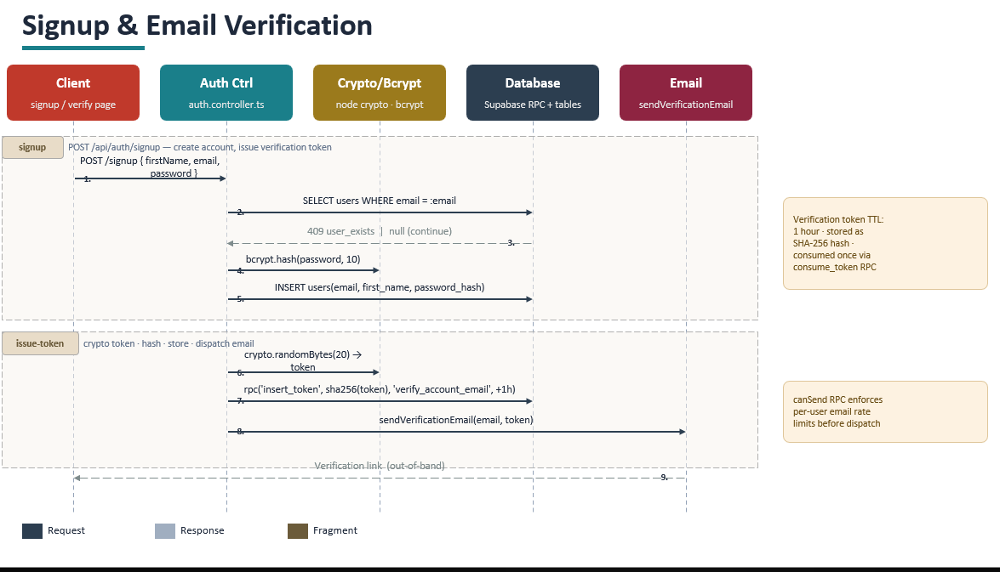 Signup & Email Verification
Client
signup / verify page
Auth Ctrl
auth.controller.ts
Crypto/Bcrypt
node crypto · bcrypt
Database
Supabase RPC + tables
Email
sendVerificationEmail
signup
POST /api/auth/signup — create account, issue verification token
POST /signup { firstName, email,
password }
1.
SELECT users WHERE email = :email
2.
409 user_exists | null (continue)
3.
bcrypt.hash(password, 10)
4.
INSERT users(email, first_name, password_hash)
5.
Verification token TTL:
1 hour · stored as
SHA-256 hash ·
consumed once via
consume_token RPC
issue-token
crypto token · hash · store · dispatch email
crypto.randomBytes(20) →
token
6.
rpc('insert_token', sha256(token), 'verify_account_email', +1h)
7.
sendVerificationEmail(email, token)
8.
canSend RPC enforces
per-user email rate
limits before dispatch
Verification link (out-of-band)
9.
Request
Response
Fragment